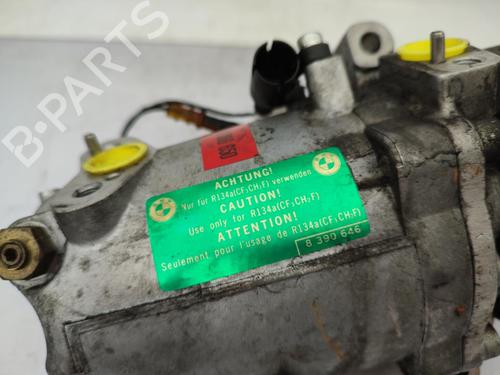 B-PARTS
ACHTUNG!
Nur für R134a(CF₃CH₂F) verwenden
CAUTION!
Use only for R134a(CF₃CH₂F)
ATTENTION!
Seulement pour l'usage de R134a(CF₃CH₂F)
8 390 646